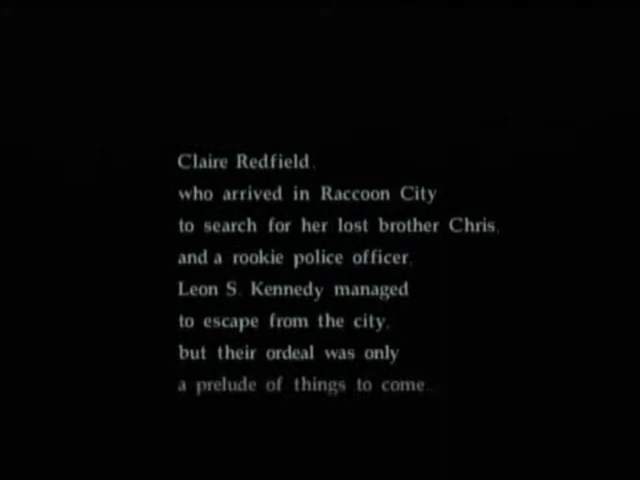 Claire Redfield,
who arrived in Raccoon City
to search for her lost brother Chris,
and a rookie police officer,
Leon S. Kennedy managed
to escape from the city,
but their ordeal was only
a prelude of things to come...